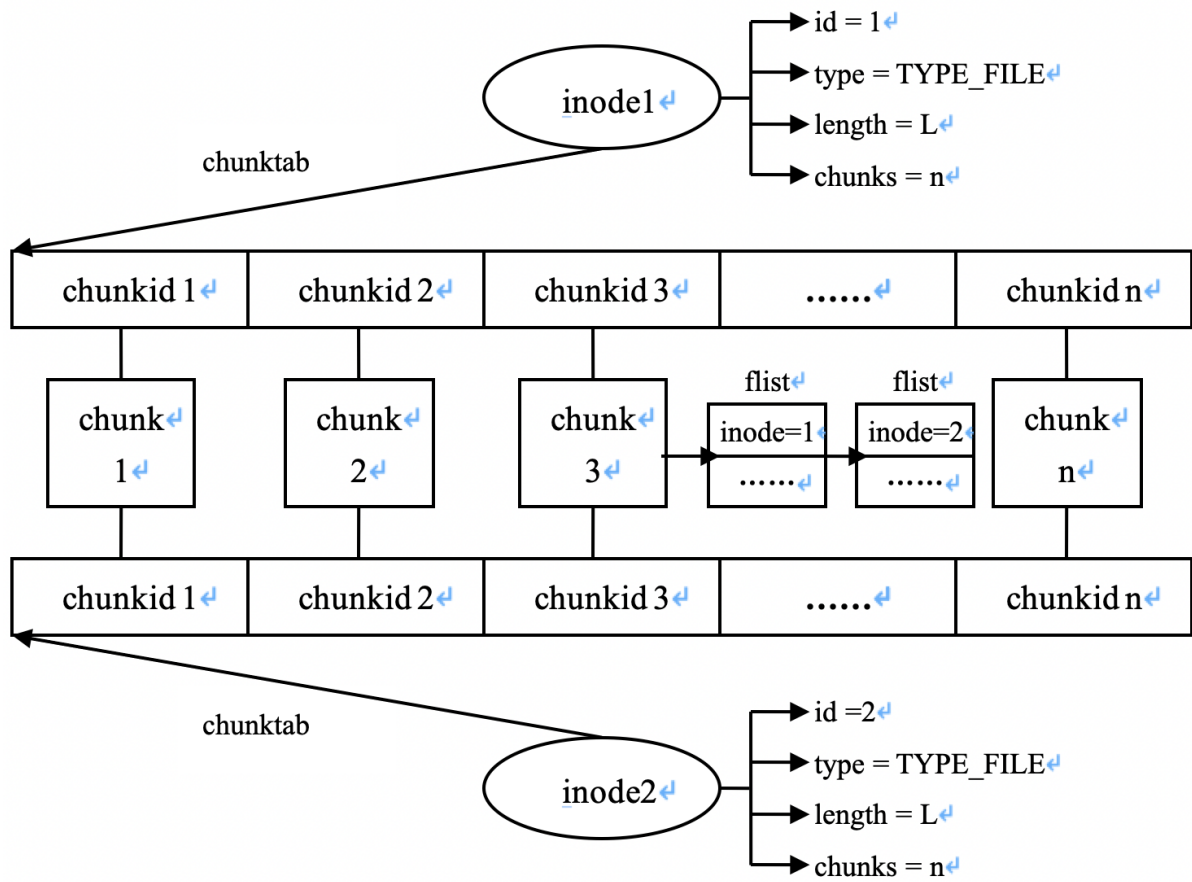 id = 1
type = TYPE_FILE
inode1
length = L
chunktab
chunks = n
chunkid 1 chunkid 2 chunkid 3 ...... chunkid n
flist flist
chunk chunk chunk inode=1 inode=2 chunk
1 2 3 ...... ...... n
chunkid 1 chunkid 2 chunkid 3 ...... chunkid n
chunktab
id =2
type = TYPE_FILE
inode2
length = L
chunks = n